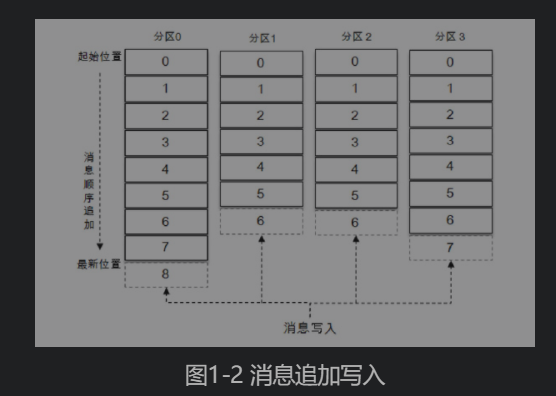 分区0 分区1 分区2 分区3
起始位置 0 0 0 0
1 1 1 1
2 2 2 2
3 3 3 3
4 4 4 4
5 5 5 5
6 6 6 6
7 7
8
消息顺序追加
最新位置
消息写入
图1-2 消息追加写入